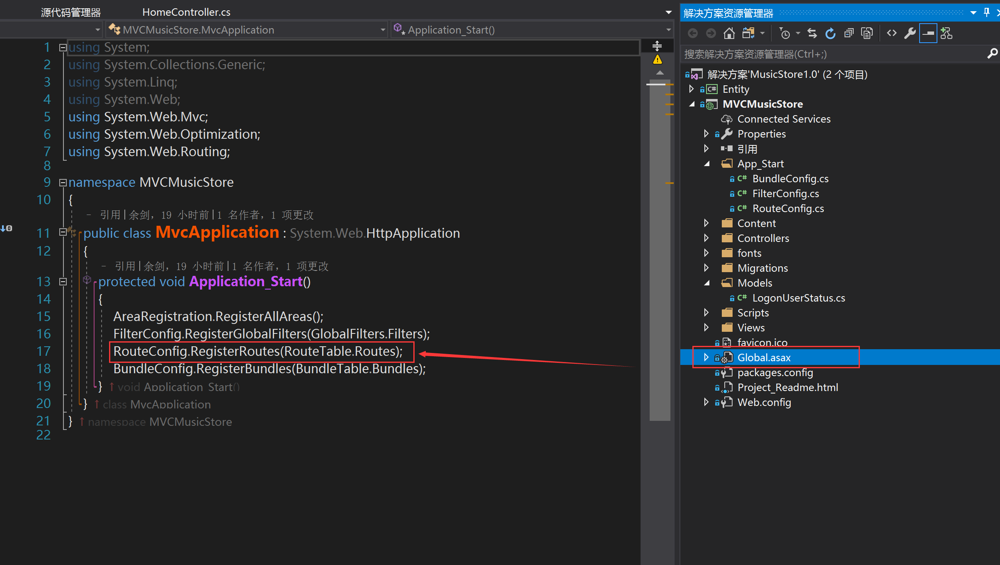 源代码管理器 HomeController.cs
MVCMusicStore.MvcApplication Application_Start()
1 using System;
2 using System.Collections.Generic;
3 using System.Linq;
4 using System.Web;
5 using System.Web.Mvc;
6 using System.Web.Optimization;
7 using System.Web.Routing;
8
9 namespace MVCMusicStore
10 {
- 引用|余剑，19 小时前|1 名作者，1 项更改
11 public class MvcApplication : System.Web.HttpApplication
12 {
- 引用|余剑，19 小时前|1 名作者，1 项更改
13 protected void Application_Start()
14 {
15 AreaRegistration.RegisterAllAreas();
16 FilterConfig.RegisterGlobalFilters(GlobalFilters.Filters);
17 RouteConfig.RegisterRoutes(RouteTable.Routes);
18 BundleConfig.RegisterBundles(BundleTable.Bundles);
19 } ↑ void Application_Start()
20 } ↑ class MvcApplication
21 } ↑ namespace MVCMusicStore
22
解决方案资源管理器
搜索解决方案资源管理器(Ctrl+;)
解决方案'MusicStore1.0' (2 个项目)
C# Entity
MVCMusicStore
Connected Services
Properties
引用
App_Start
C# BundleConfig.cs
C# FilterConfig.cs
C# RouteConfig.cs
Content
Controllers
fonts
Migrations
Models
C# LogonUserStatus.cs
Scripts
Views
favicon.ico
Global.asax
packages.config
Project_Readme.html
Web.config